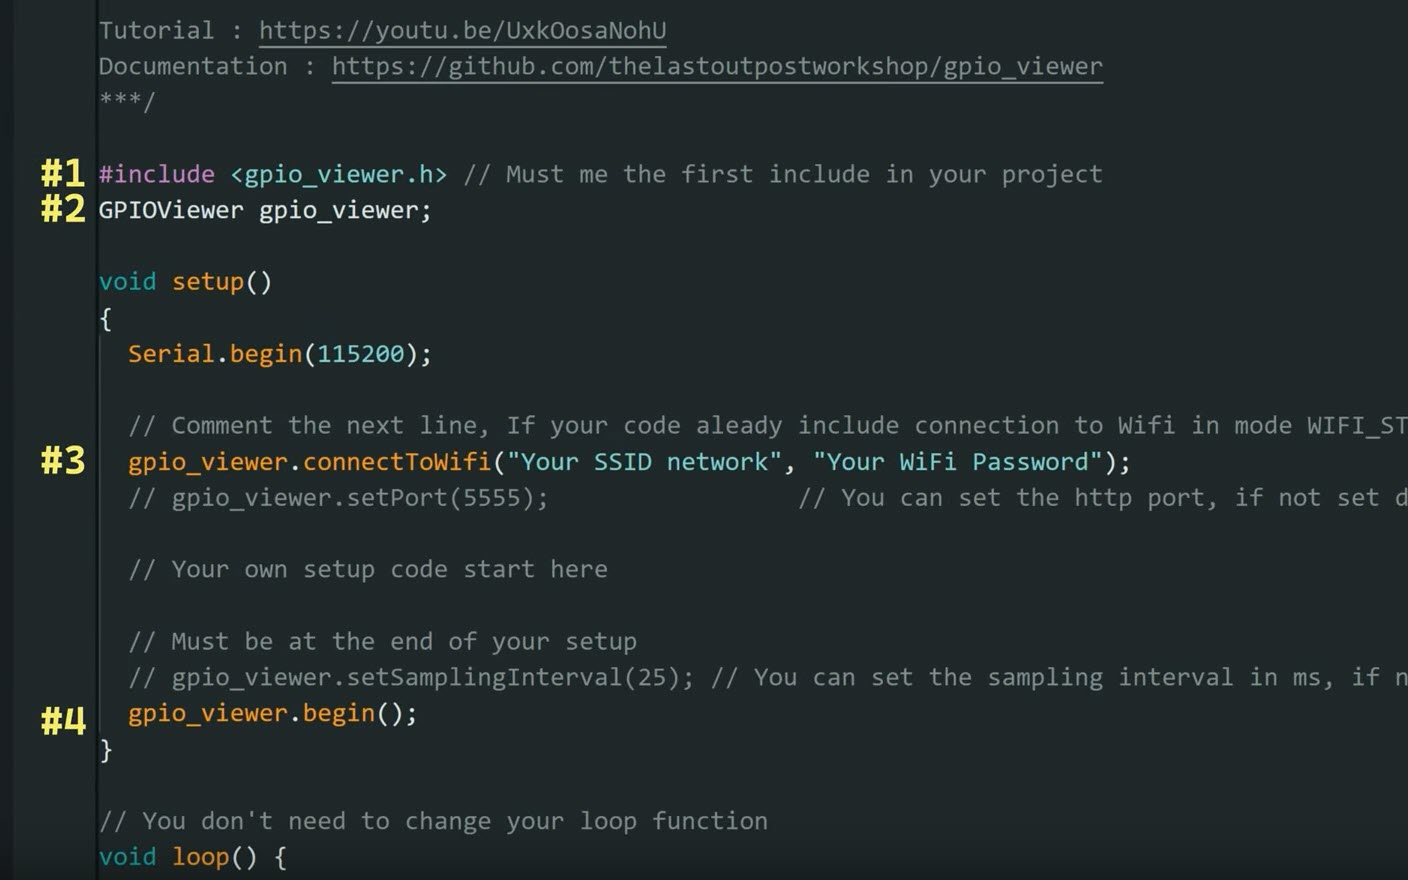 Tutorial : https://youtu.be/UxkOosaNohU
Documentation : https://github.com/thelastoutpostworkshop/gpio_viewer
***/
#1 #include <gpio_viewer.h> // Must me the first include in your project
#2 GPIOViewer gpio_viewer;
void setup()
{
Serial.begin(115200);
// Comment the next line, If your code aleady include connection to Wifi in mode WIFI_ST
#3 gpio_viewer.connectToWifi("Your SSID network", "Your WiFi Password");
// gpio_viewer.setPort(5555); // You can set the http port, if not set d
// Your own setup code start here
// Must be at the end of your setup
// gpio_viewer.setSamplingInterval(25); // You can set the sampling interval in ms, if n
#4 gpio_viewer.begin();
}
// You don't need to change your loop function
void loop() {